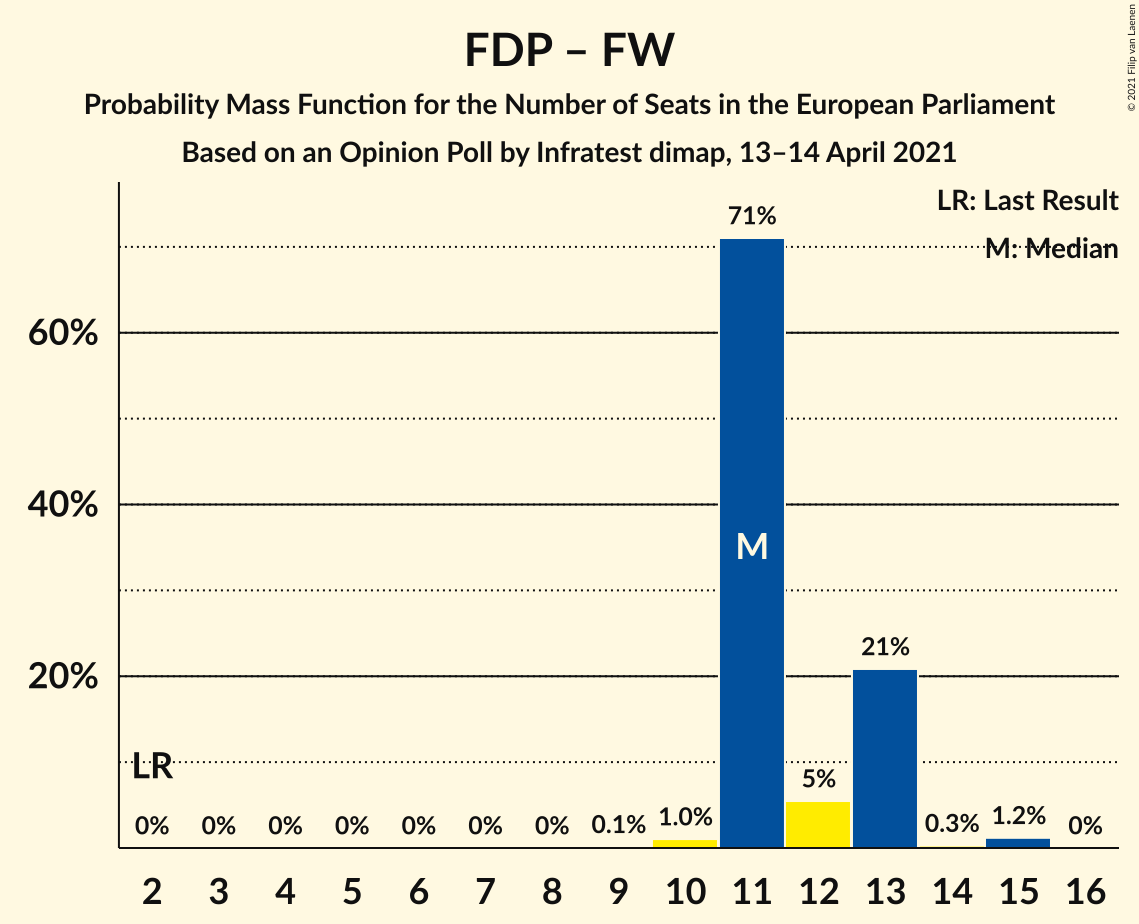 FDP – FW
Probability Mass Function for the Number of Seats in the European Parliament
Based on an Opinion Poll by Infratest dimap, 13–14 April 2021
© 2021 Filip van Laenen
LR: Last Result
M: Median
71%
60%
40%
M
21%
20%
LR
5%
0% 0% 0% 0% 0% 0% 0% 0.1% 1.0% 0.3% 1.2% 0%
2 3 4 5 6 7 8 9 10 11 12 13 14 15 16